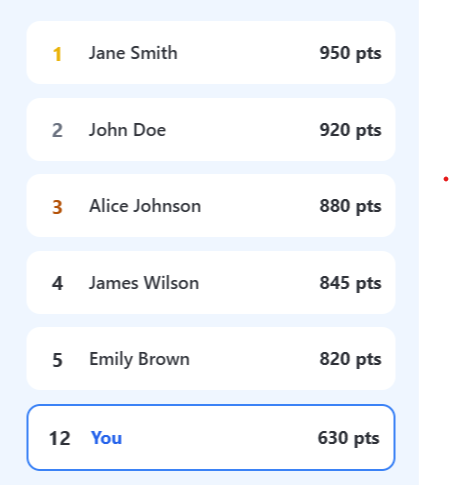 1 Jane Smith 950 pts
2 John Doe 920 pts
3 Alice Johnson 880 pts
4 James Wilson 845 pts
5 Emily Brown 820 pts
12 You 630 pts